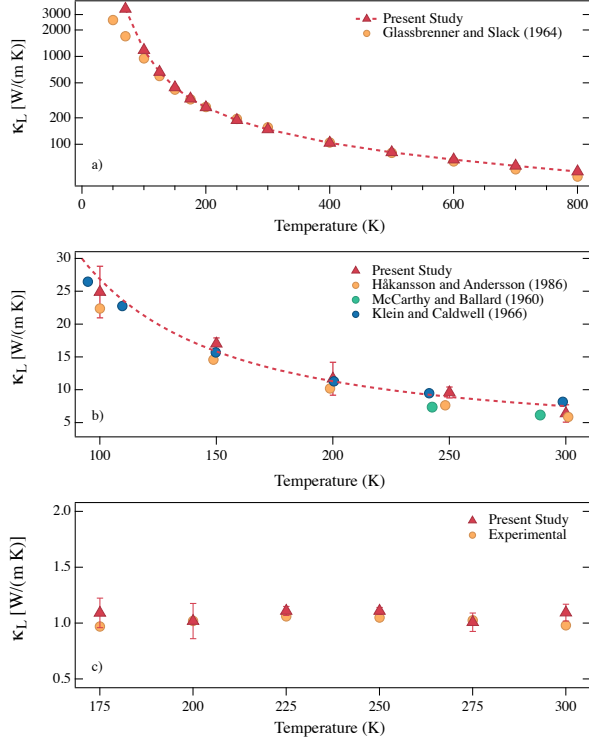 3000
2000
1000
500
200
100
κL [W/(m K)]
Present Study
Glassbrenner and Slack (1964)
a)
0
200
400
600
800
Temperature (K)
30
25
20
15
10
5
κL [W/(m K)]
Present Study
Håkansson and Andersson (1986)
McCarthy and Ballard (1960)
Klein and Caldwell (1966)
b)
100
150
200
250
300
Temperature (K)
2.0
1.5
1.0
0.5
κL [W/(m K)]
Present Study
Experimental
c)
175
200
225
250
275
300
Temperature (K)